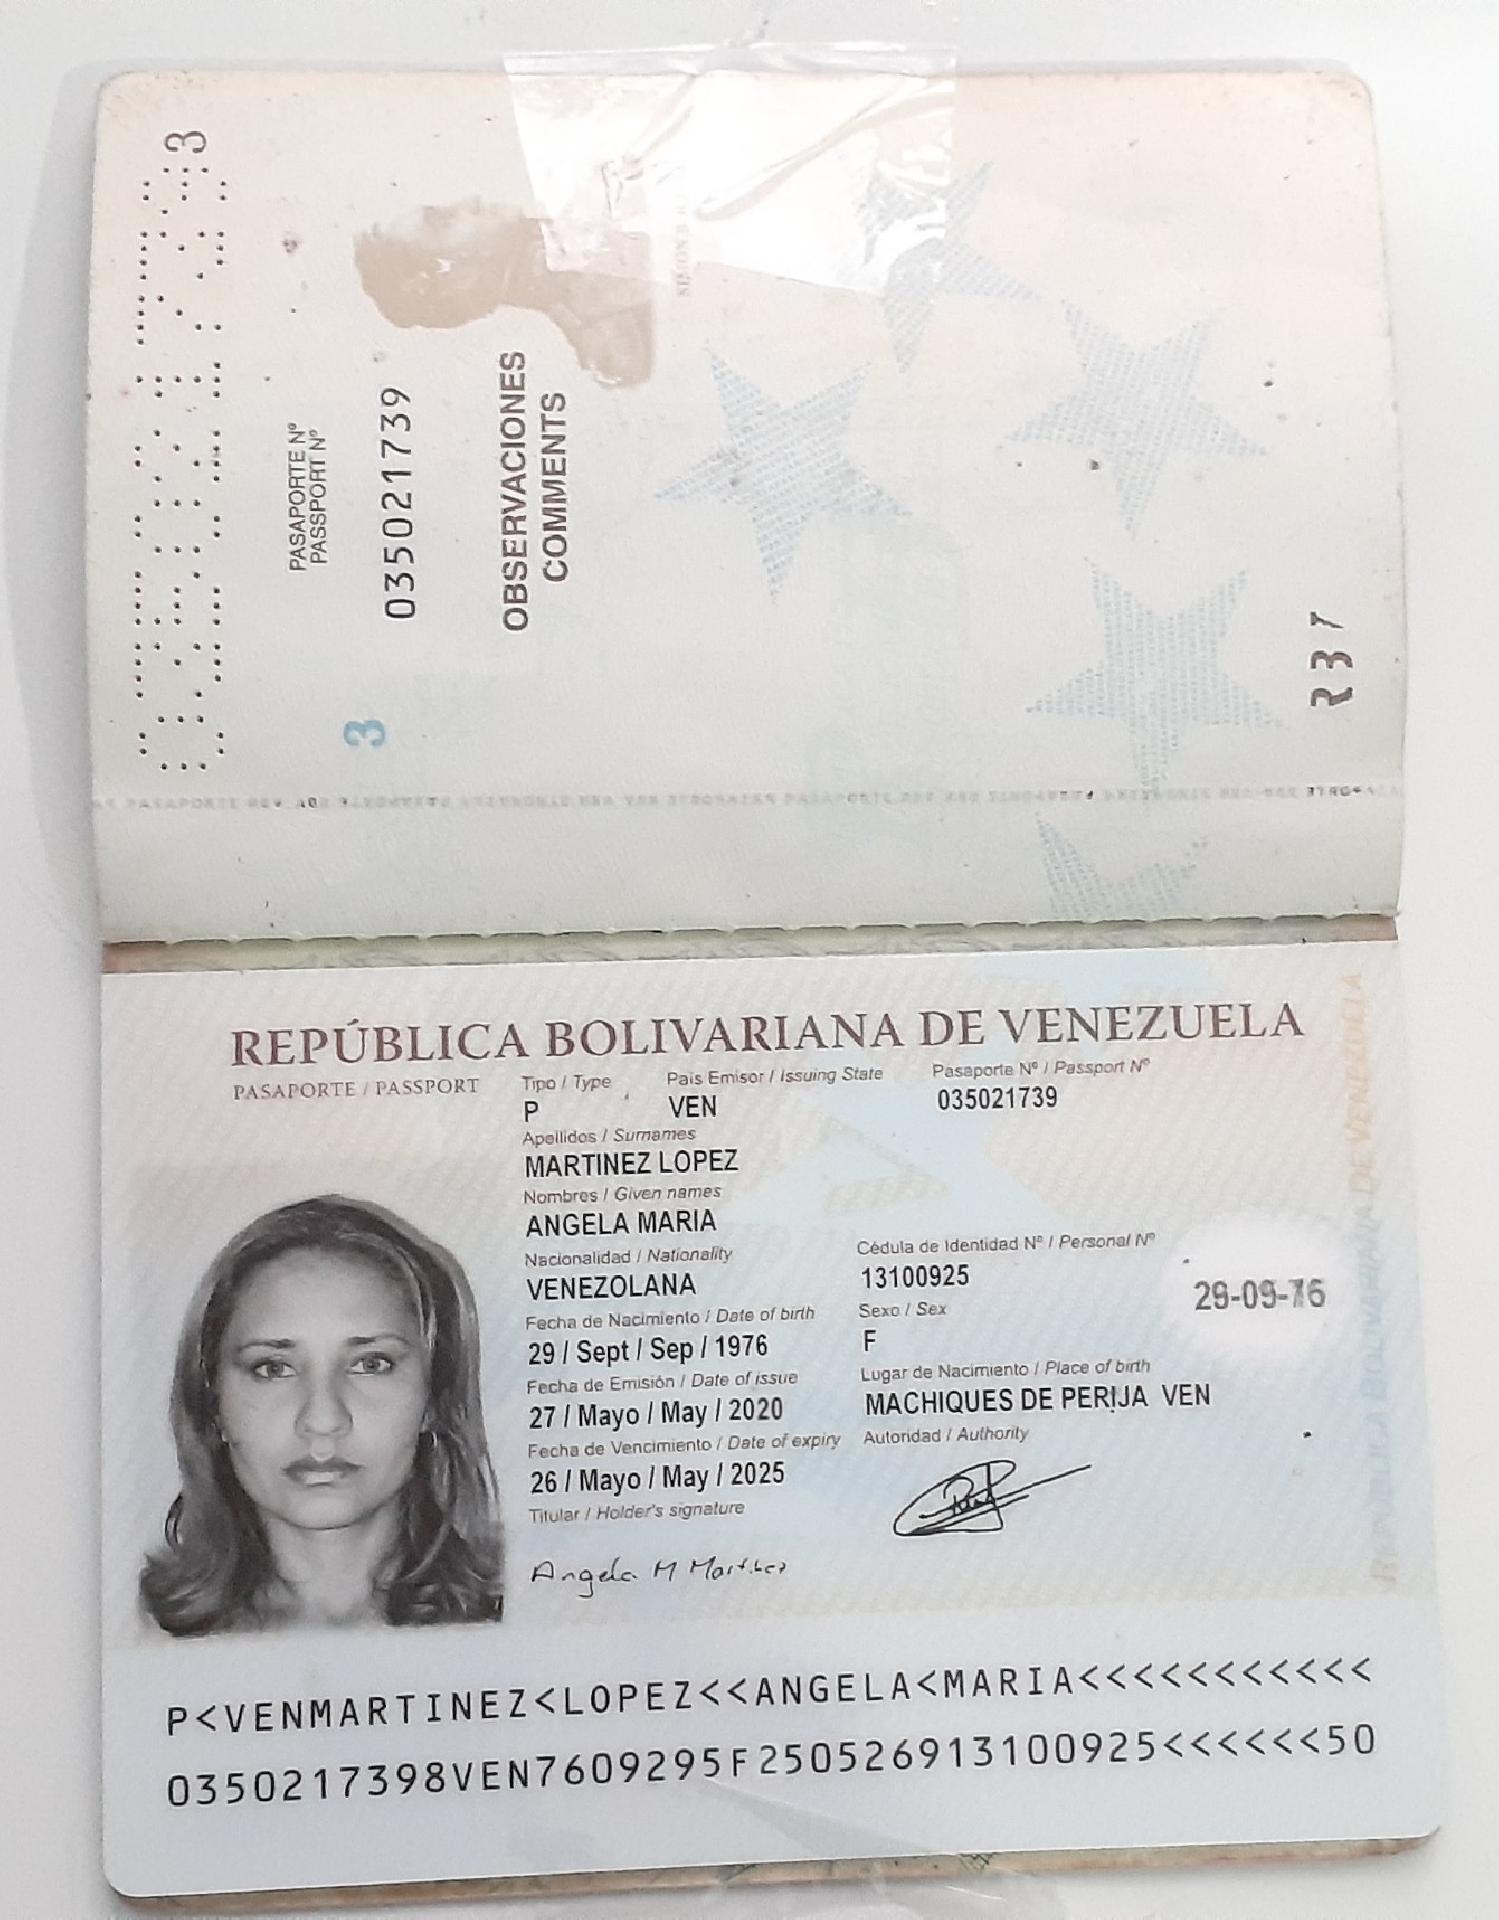 3
PASAPORTE Nº
PASSPORT Nº
035021739
OBSERVACIONES
COMMENTS
3
REPÚBLICA BOLIVARIANA DE VENEZUELA
PASAPORTE / PASSPORT
Tipo / Type
País Emisor / Issuing State
Pasaporte Nº / Passport Nº
P
VEN
035021739
Apellidos / Surnames
MARTINEZ LOPEZ
Nombres / Given names
ANGELA MARIA
Nacionalidad / Nationality
Cédula de Identidad Nº / Personal Nº
VENEZOLANA
13100925
29-09-76
Fecha de Nacimiento / Date of birth
Sexo / Sex
29 / Sept / Sep / 1976
F
Fecha de Emisión / Date of issue
Lugar de Nacimiento / Place of birth
27 / Mayo / May / 2020
MACHIQUES DE PERIJA VEN
Fecha de Vencimiento / Date of expiry
Autoridad / Authority
26 / Mayo / May / 2025
Titular / Holder's signature
Angela M Martinez
P<VENMARTINEZ<LOPEZ<<ANGELA<MARIA<<<<<<<<<<<
0350217398VEN7609295F250526913100925<<<<<<50